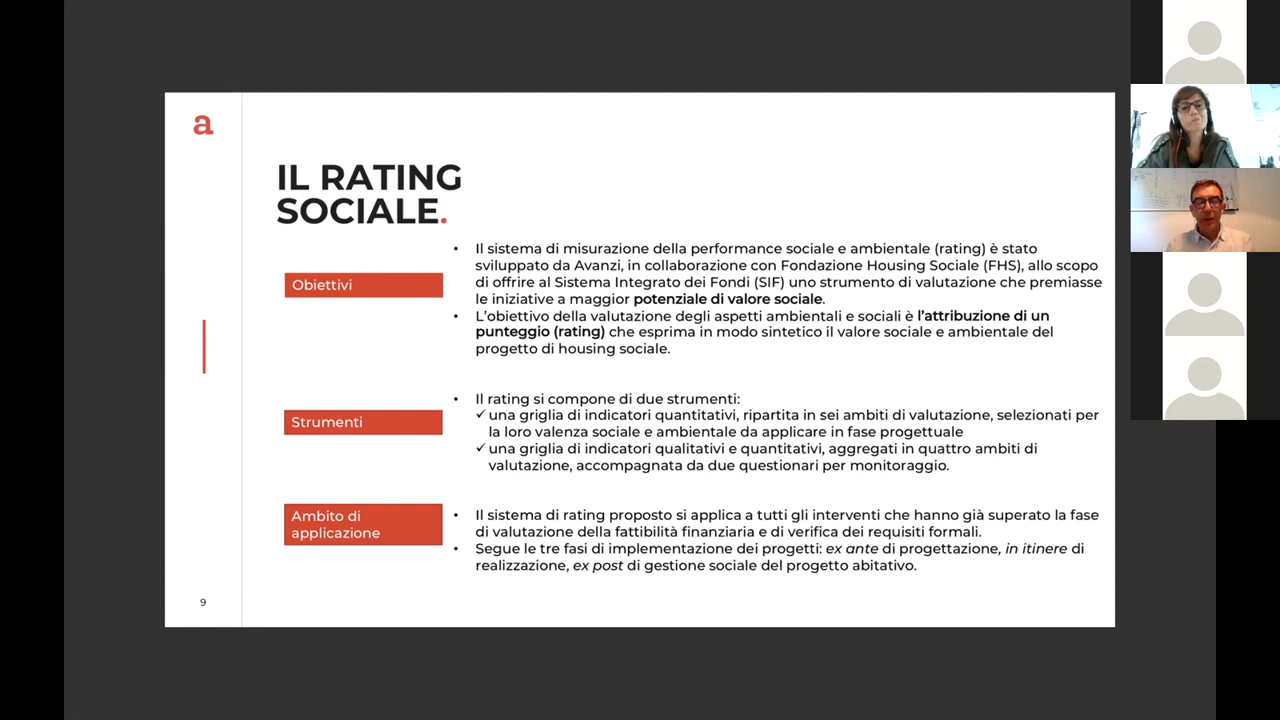 a
IL RATING
SOCIALE.
Obiettivi
• Il sistema di misurazione della performance sociale e ambientale (rating) è stato
sviluppato da Avanzi, in collaborazione con Fondazione Housing Sociale (FHS), allo scopo
di offrire al Sistema Integrato dei Fondi (SIF) uno strumento di valutazione che premiasse
le iniziative a maggior potenziale di valore sociale.
• L’obiettivo della valutazione degli aspetti ambientali e sociali è l’attribuzione di un
punteggio (rating) che esprima in modo sintetico il valore sociale e ambientale del
progetto di housing sociale.
Strumenti
• Il rating si compone di due strumenti:
✓ una griglia di indicatori quantitativi, ripartita in sei ambiti di valutazione, selezionati per
la loro valenza sociale e ambientale da applicare in fase progettuale
✓ una griglia di indicatori qualitativi e quantitativi, aggregati in quattro ambiti di
valutazione, accompagnata da due questionari per monitoraggio.
Ambito di
applicazione
• Il sistema di rating proposto si applica a tutti gli interventi che hanno già superato la fase
di valutazione della fattibilità finanziaria e di verifica dei requisiti formali.
• Segue le tre fasi di implementazione dei progetti: ex ante di progettazione, in itinere di
realizzazione, ex post di gestione sociale del progetto abitativo.
9